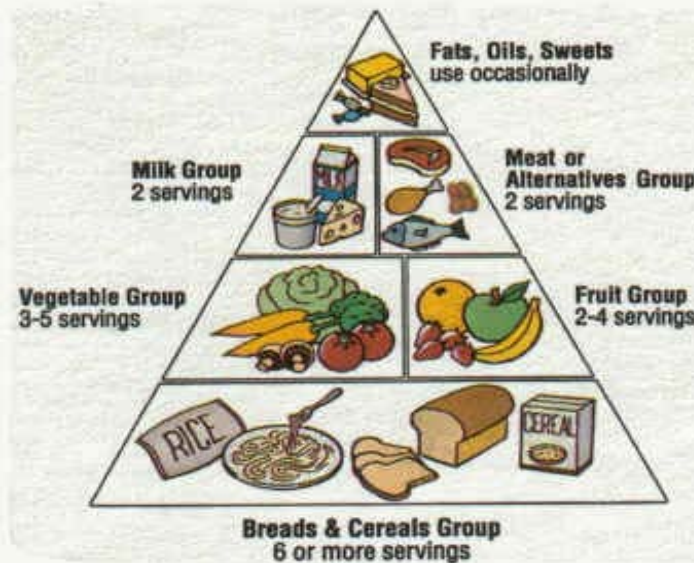 Fats, Oils, Sweets
use occasionally
Milk Group
2 servings
Meat or
Alternatives Group
2 servings
Vegetable Group
3-5 servings
Fruit Group
2-4 servings
RICE
CEREAL
Breads & Cereals Group
6 or more servings